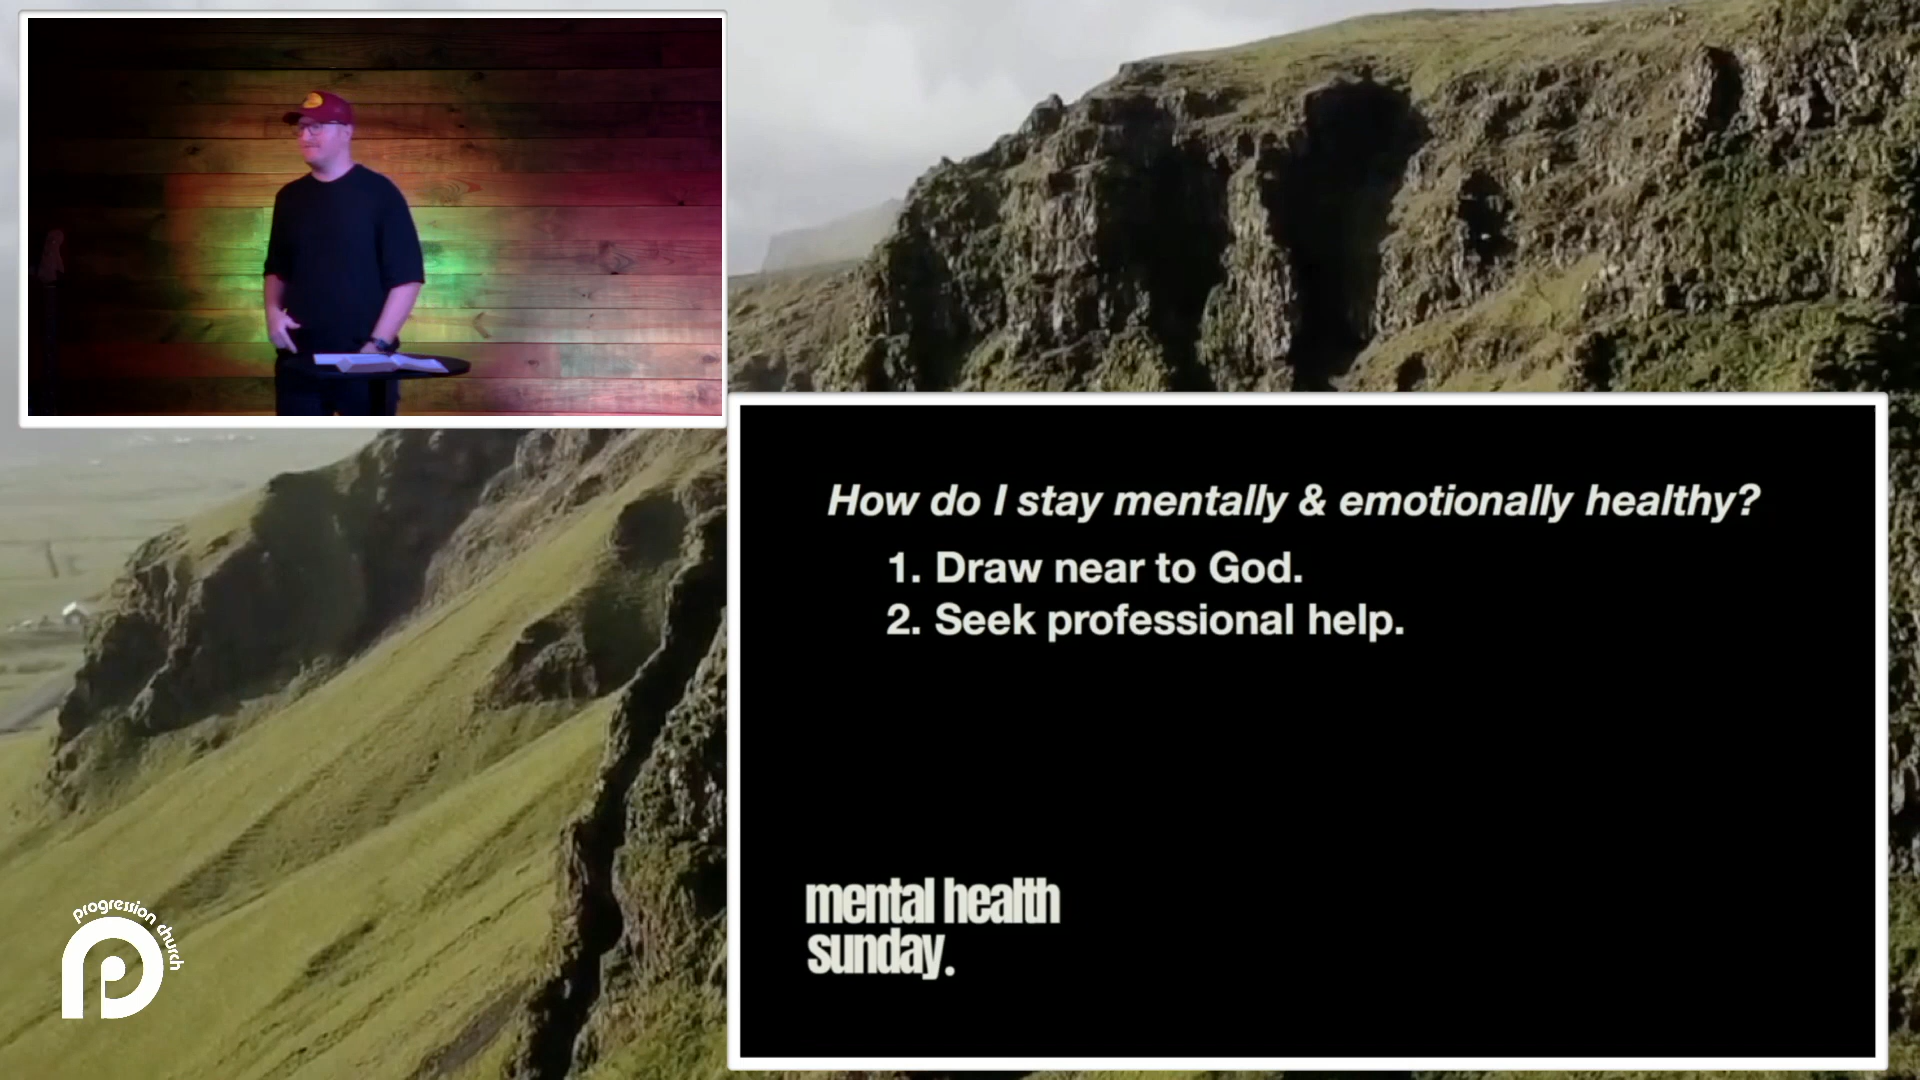 How do I stay mentally & emotionally healthy?
1. Draw near to God.
2. Seek professional help.
mental health
sunday.
progression church